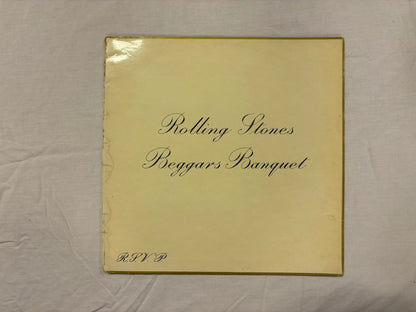 Rolling Stones
Beggars Banquet
R.S.V.P.